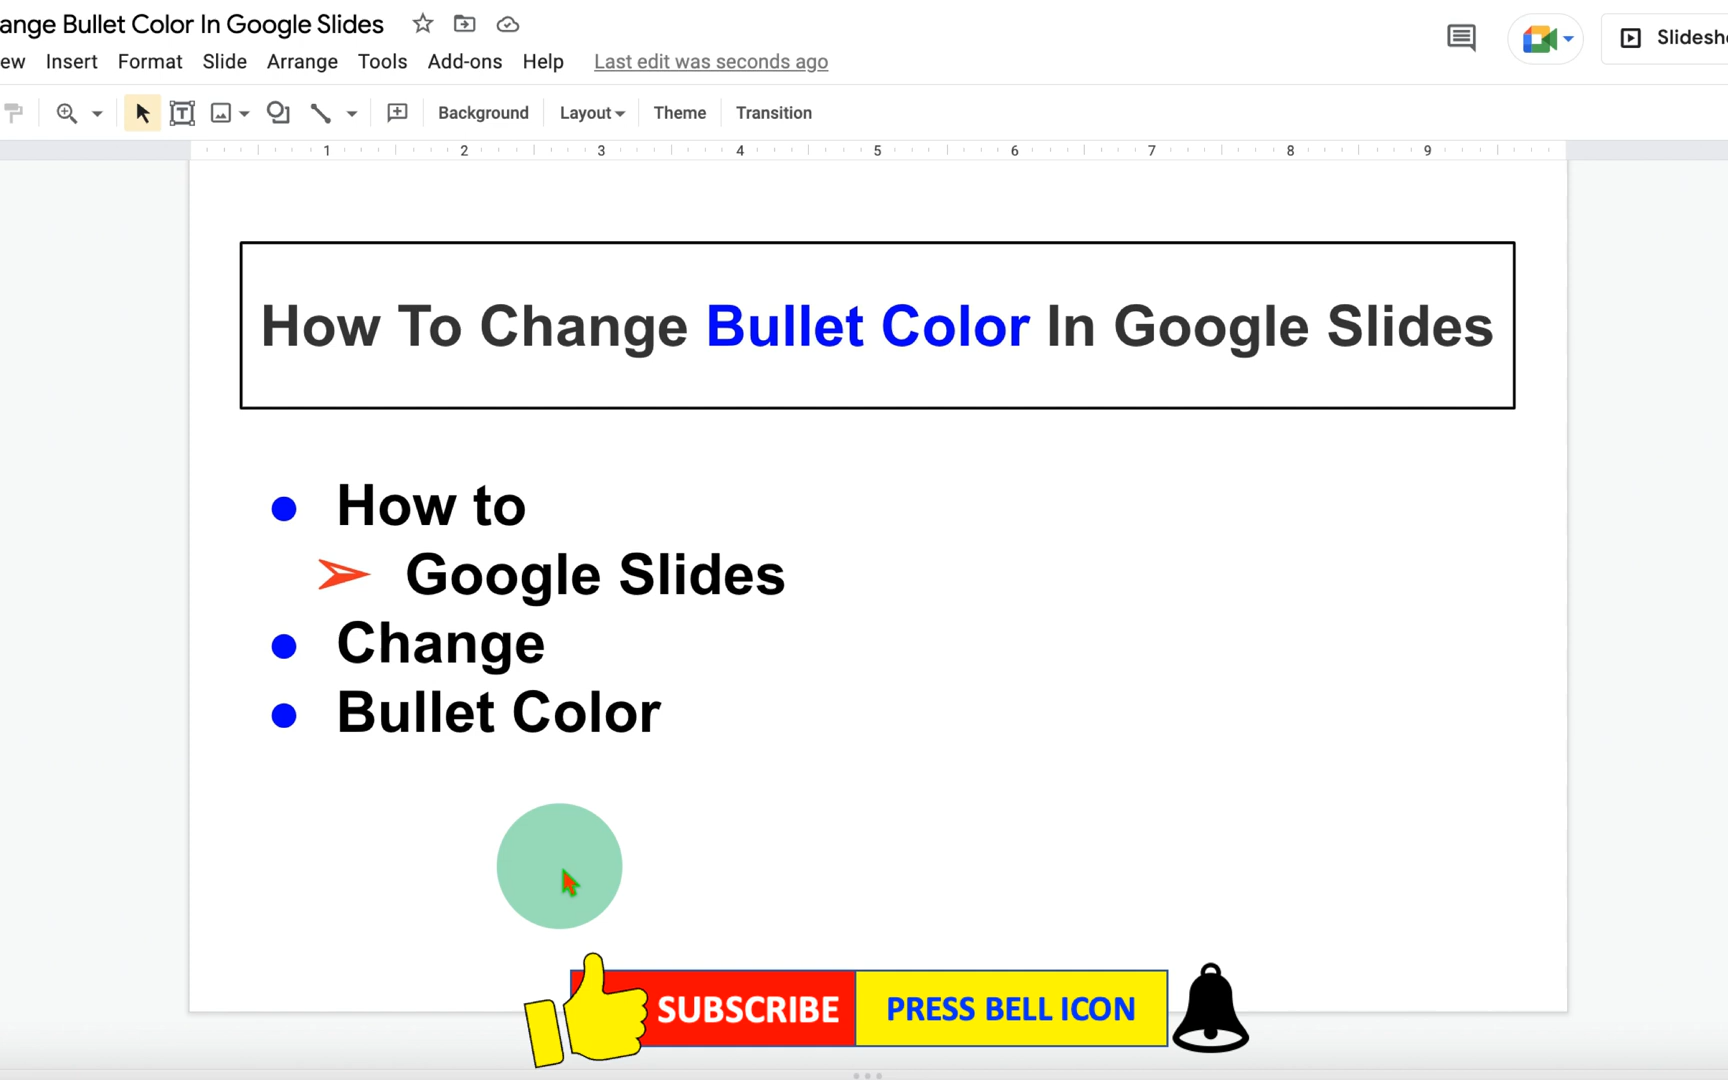 ange Bullet Color In Google Slides
Slidesh
ew Insert Format Slide Arrange Tools Add-ons Help Last edit was seconds ago
Background Layout Theme Transition
1 2 3 4 5 6 7 8 9
How To Change Bullet Color In Google Slides
● How to
➢ Google Slides
● Change
● Bullet Color
SUBSCRIBE PRESS BELL ICON